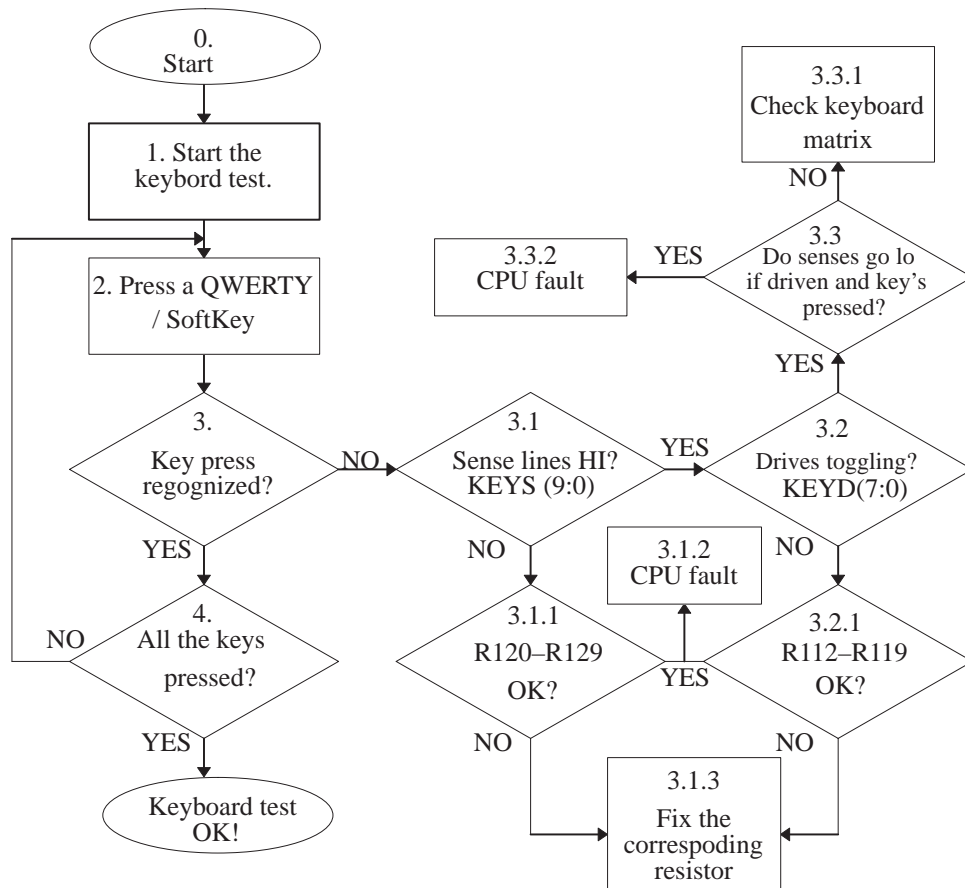 0.
Start
1. Start the
keybord test.
2. Press a QWERTY
/ SoftKey
3.
Key press
regognized?
NO
YES
4.
All the keys
pressed?
NO
YES
Keyboard test
OK!
3.1
Sense lines HI?
KEYS (9:0)
YES
NO
3.1.1
R120–R129
OK?
YES
NO
3.1.2
CPU fault
3.2
Drives toggling?
KEYD(7:0)
YES
NO
3.2.1
R112–R119
OK?
NO
3.1.3
Fix the
correspoding
resistor
3.3
Do senses go lo
if driven and key's
pressed?
YES
NO
3.3.2
CPU fault
3.3.1
Check keyboard
matrix